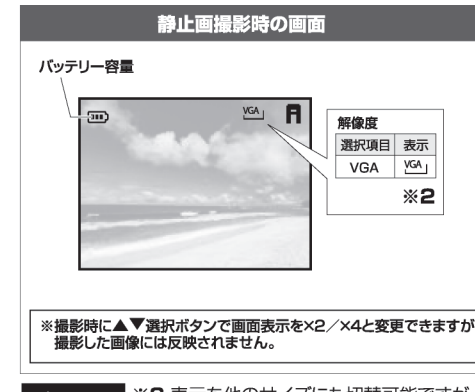 静止画撮影時の画面
バッテリー容量
VGA
解像度
選択項目 表示
VGA VGA
※2
※撮影時に▲▼選択ボタンで画面表示を×2／×4と変更できますが
撮影した画像には反映されません。
※2 表示を他のサイズにも切替可能ですが